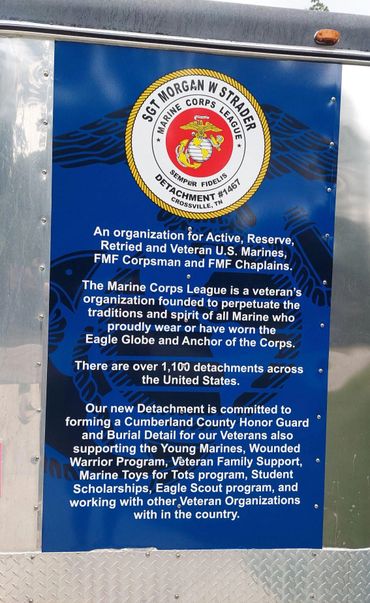 SGT MORGAN W STRADER
MARINE CORPS LEAGUE
SEMPER FIDELIS
DETACHMENT #1467
CROSSVILLE, TN
An organization for Active, Reserve,
Retried and Veteran U.S. Marines,
FMF Corpsman and FMF Chaplains.
The Marine Corps League is a veteran's
organization founded to perpetuate the
traditions and spirit of all Marine who
proudly wear or have worn the
Eagle Globe and Anchor of the Corps.
There are over 1,100 detachments across
the United States.
Our new Detachment is committed to
forming a Cumberland County Honor Guard
and Burial Detail for our Veterans also
supporting the Young Marines, Wounded
Warrior Program, Veteran Family Support,
Marine Toys for Tots program, Student
Scholarships, Eagle Scout program, and
working with other Veteran Organizations
with in the country.